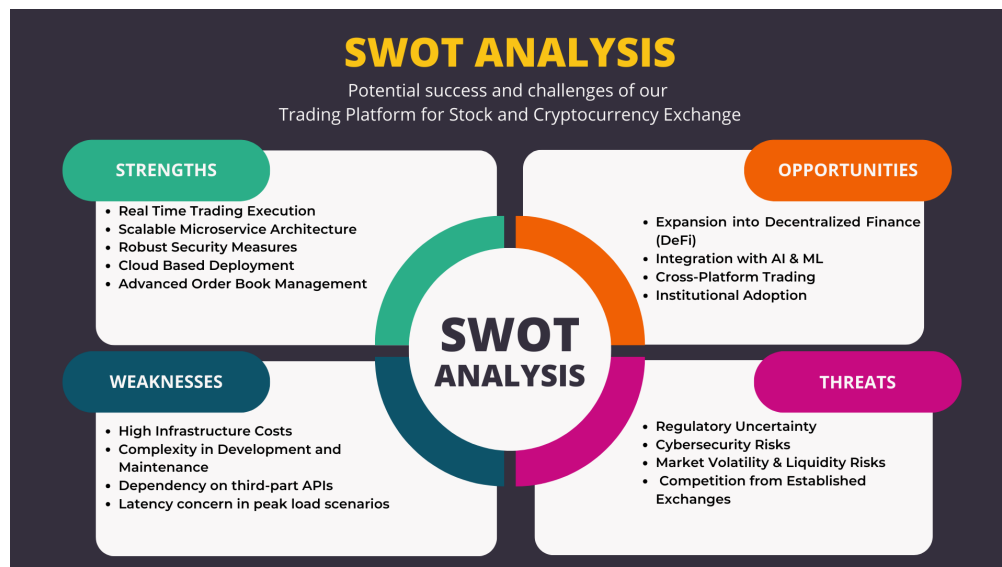 SWOT ANALYSIS
Potential success and challenges of our
Trading Platform for Stock and Cryptocurrency Exchange
STRENGTHS
• Real Time Trading Execution
• Scalable Microservice Architecture
• Robust Security Measures
• Cloud Based Deployment
• Advanced Order Book Management
OPPORTUNITIES
• Expansion into Decentralized Finance
(DeFi)
• Integration with AI & ML
• Cross-Platform Trading
• Institutional Adoption
SWOT
ANALYSIS
WEAKNESSES
• High Infrastructure Costs
• Complexity in Development and
Maintenance
• Dependency on third-part APIs
• Latency concern in peak load scenarios
THREATS
• Regulatory Uncertainty
• Cybersecurity Risks
• Market Volatility & Liquidity Risks
• Competition from Established
Exchanges